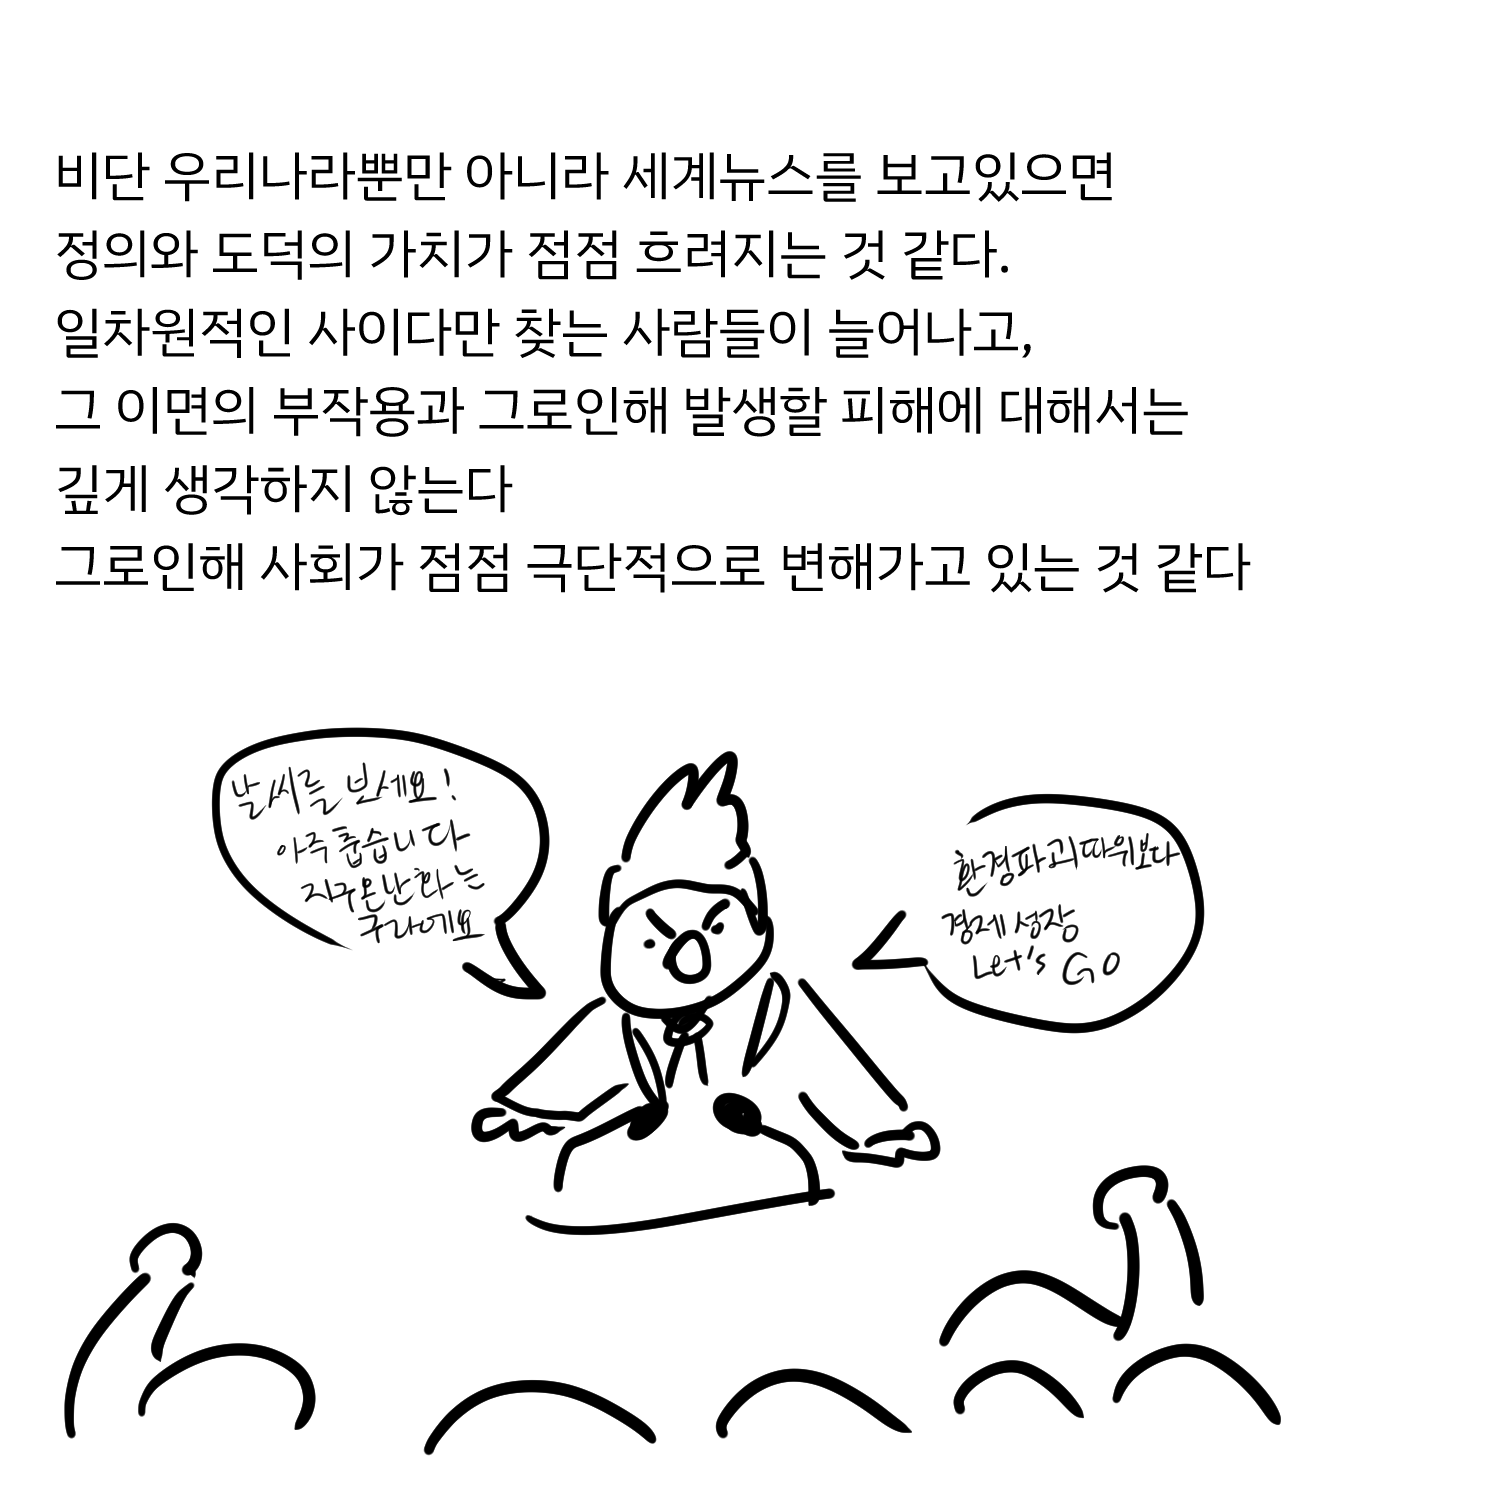 비단 우리나라뿐만 아니라 세계뉴스를 보고있으면
정의와 도덕의 가치가 점점 흐려지는 것 같다.
일차원적인 사이다만 찾는 사람들이 늘어나고,
그 이면의 부작용과 그로인해 발생할 피해에 대해서는
깊게 생각하지 않는다
그로인해 사회가 점점 극단적으로 변해가고 있는 것 같다
날씨를 보세요!
아주 춥습니다
지구온난화는
구라에요
환경파괴따위보다
경제 성장
Let's GO